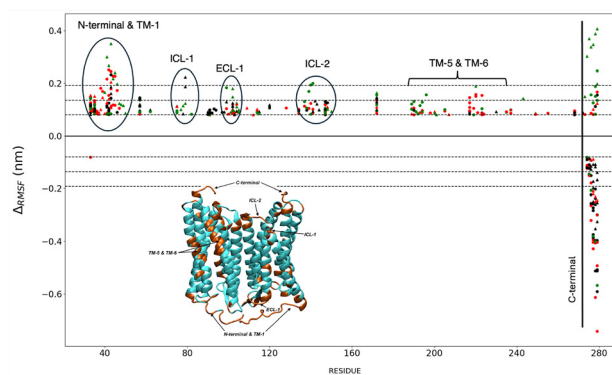 N-terminal & TM-1
ICL-1
ECL-1
ICL-2
TM-5 & TM-6
0.4
0.2
0.0
−0.2
−0.4
−0.6
ΔRMSF (nm)
C-terminal
C-terminal
ICL-2
ICL-1
TM-5 & TM-6
ECL-1
N-terminal & TM-1
40
80
120
160
200
240
280
RESIDUE